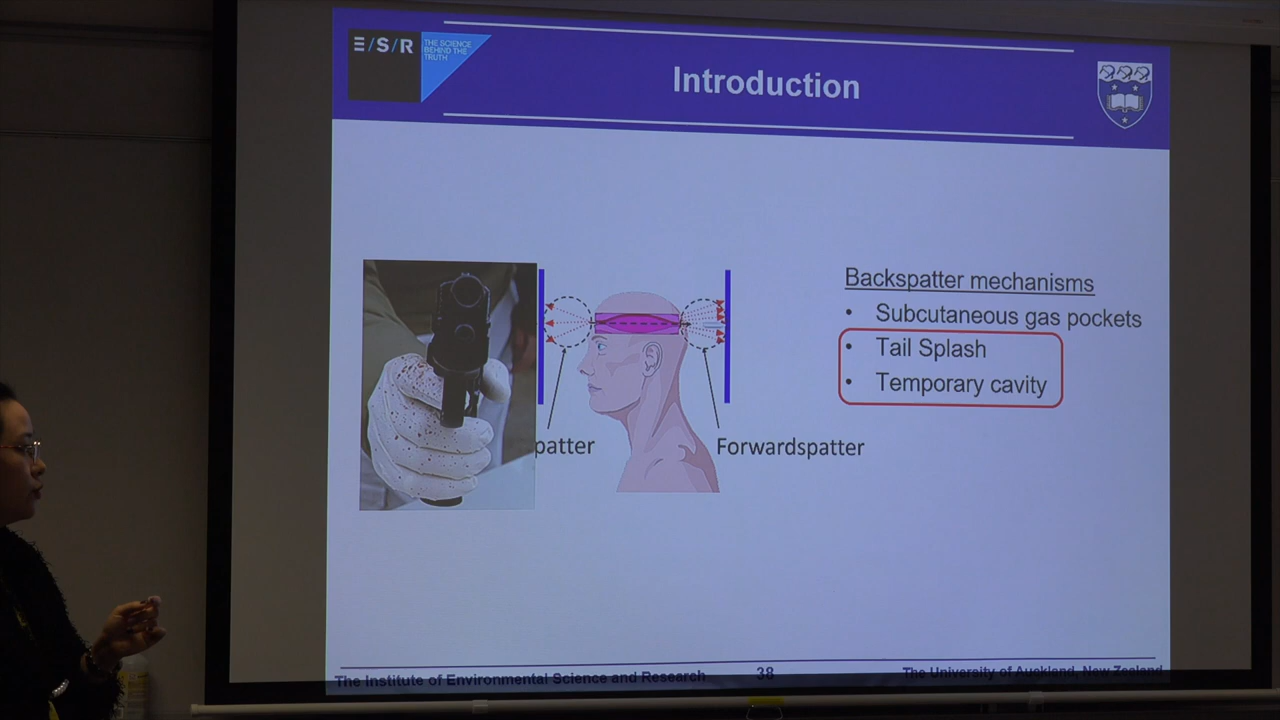 E/S/R
THE SCIENCE
BEHIND THE
TRUTH
Introduction
Backspatter mechanisms
• Subcutaneous gas pockets
• Tail Splash
• Temporary cavity
patter
Forwardspatter
The Institute of Environmental Science and Research
38
The University of Auckland, New Zealand